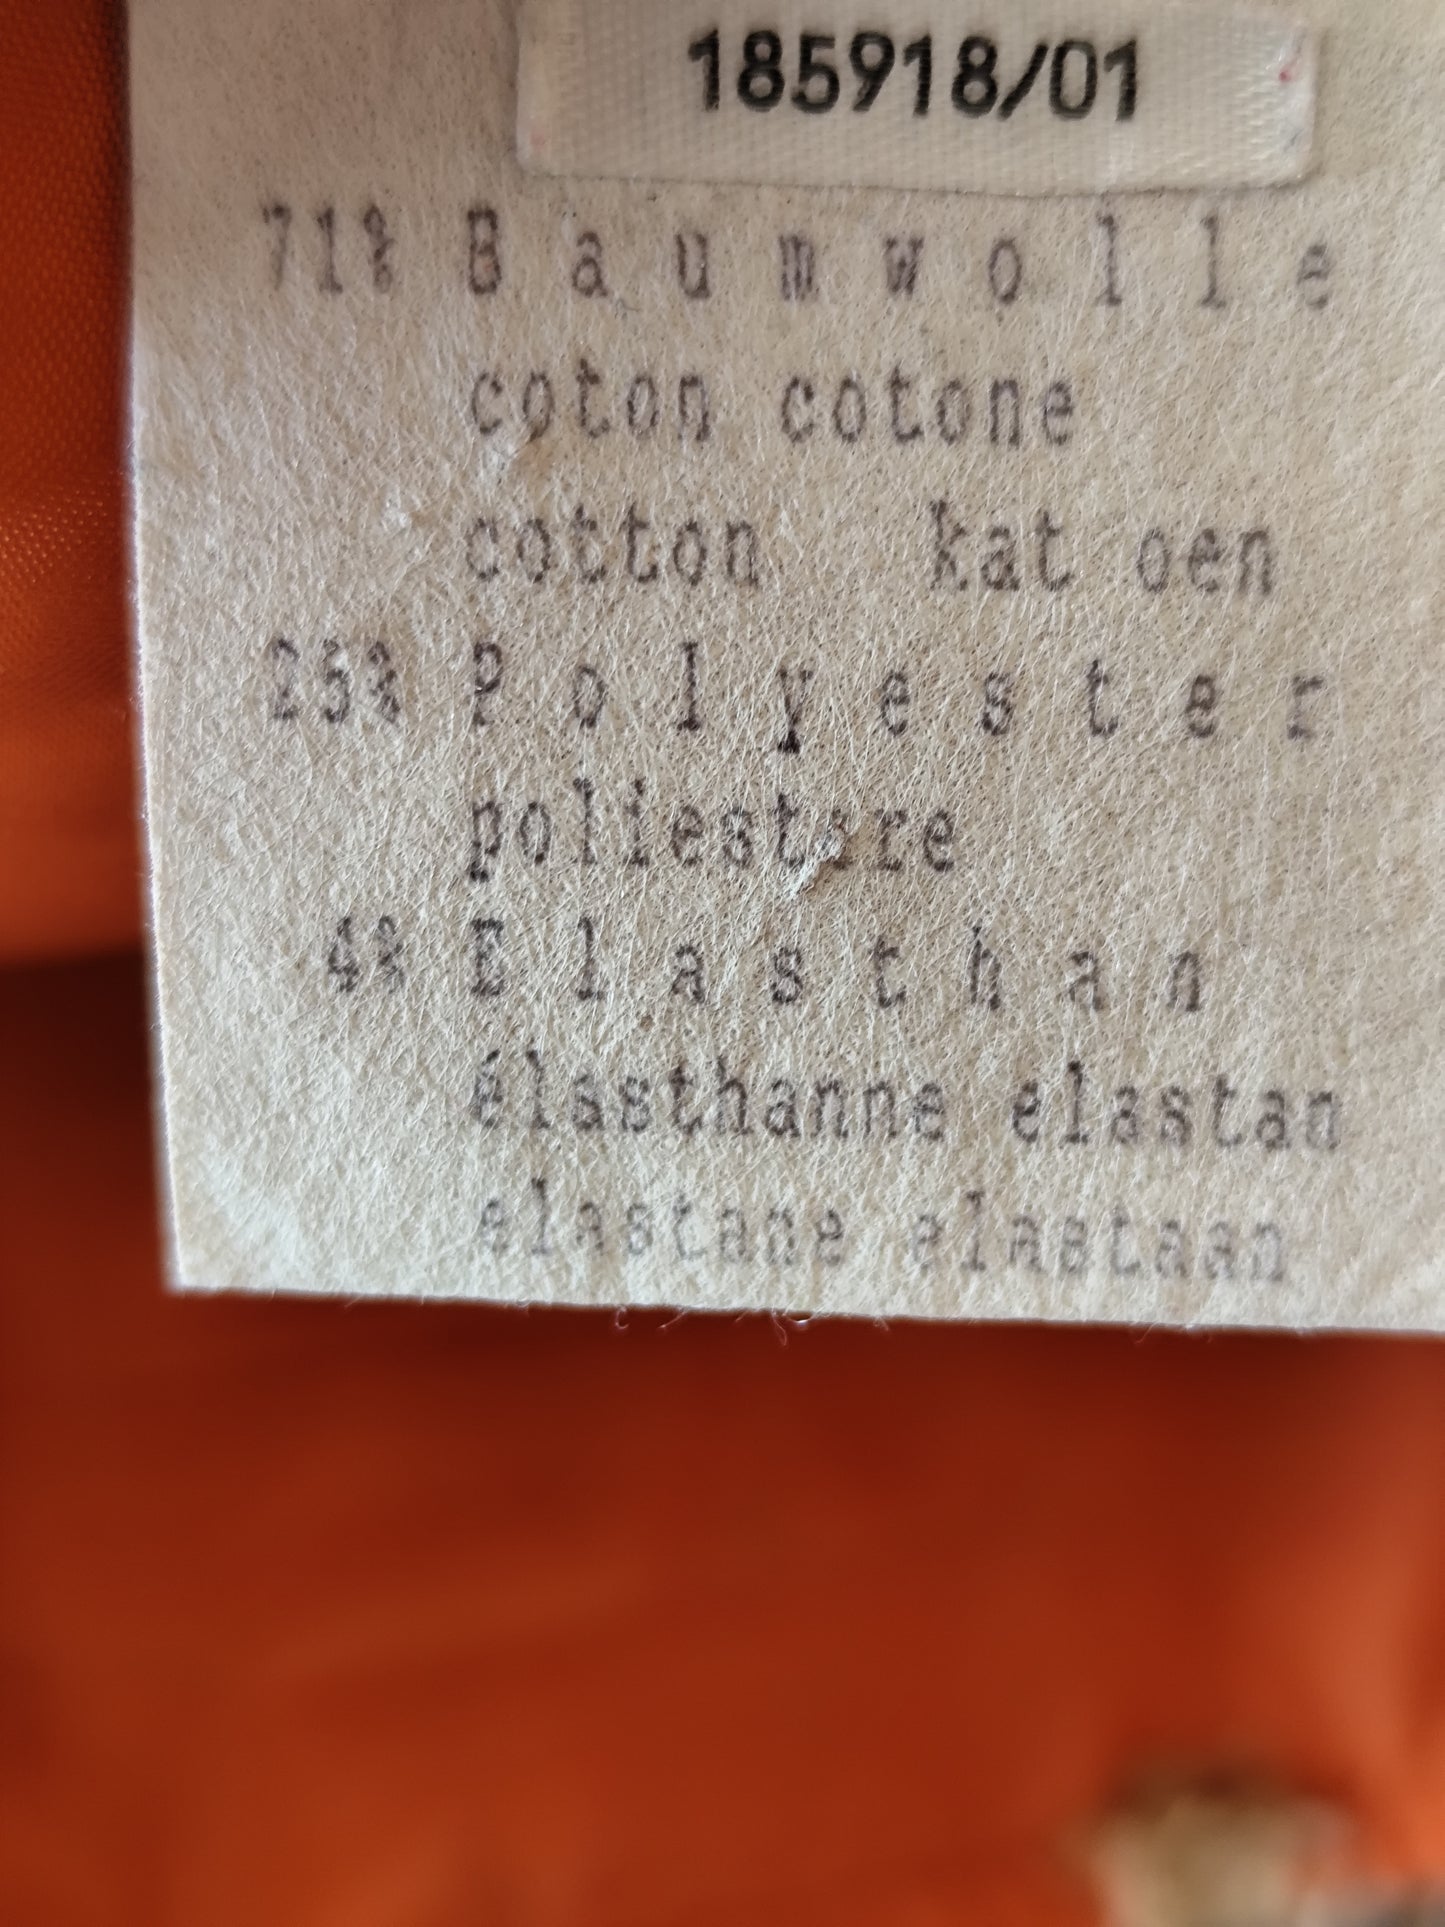 185918/01
71% Baumwolle
coton cotone
cotton katoen
25% Polyester
poliestere
4% Elasthan
élasthanne elastan
elastane elastaan